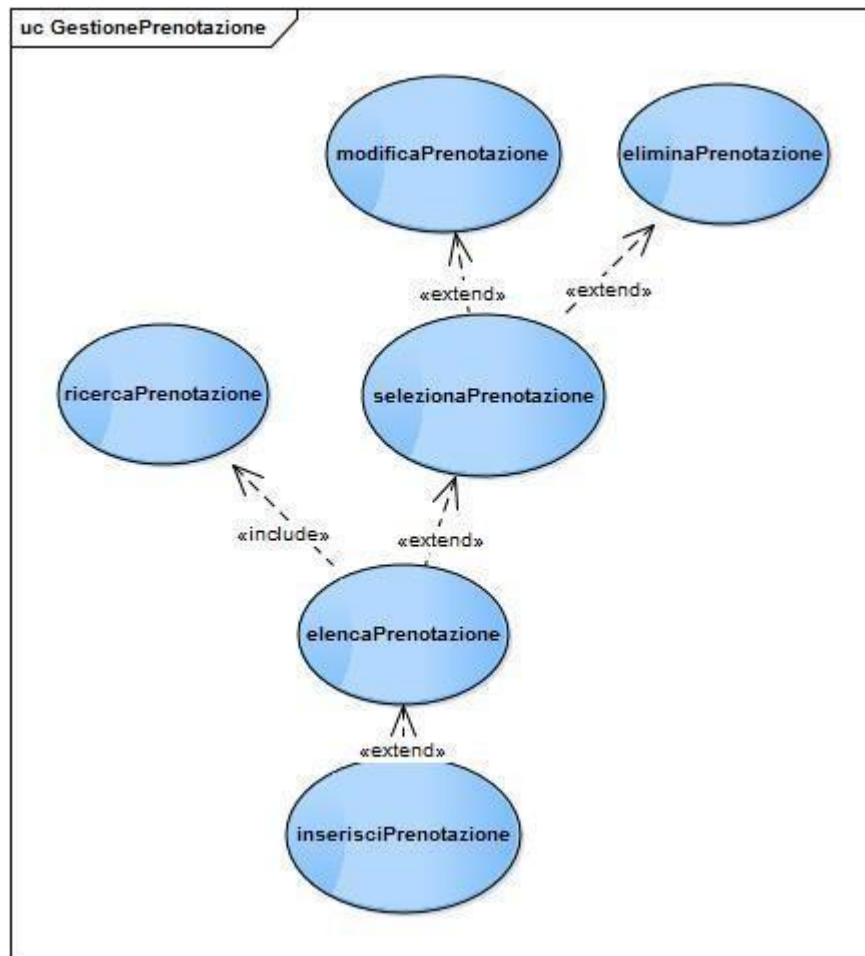 uc GestionePrenotazione
modificaPrenotazione
eliminaPrenotazione
«extend»
«extend»
ricercaPrenotazione
selezionaPrenotazione
«include»
«extend»
elencaPrenotazione
«extend»
inserisciPrenotazione